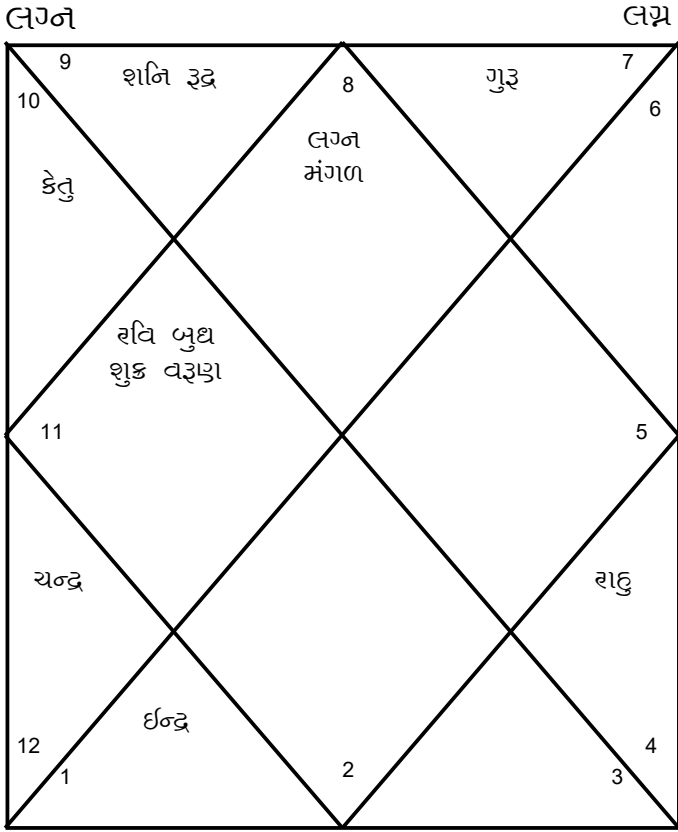 લગ્ન લગ્ન
9 શનિ રૂદ્ર 8 ગુરૂ 7
10 6
લગ્ન
મંગળ
કેતુ
રવિ બુધ
શુક્ર વરૂણ
11 5
ચન્દ્ર રાહુ
ઈન્દ્ર
12 4
1 2 3